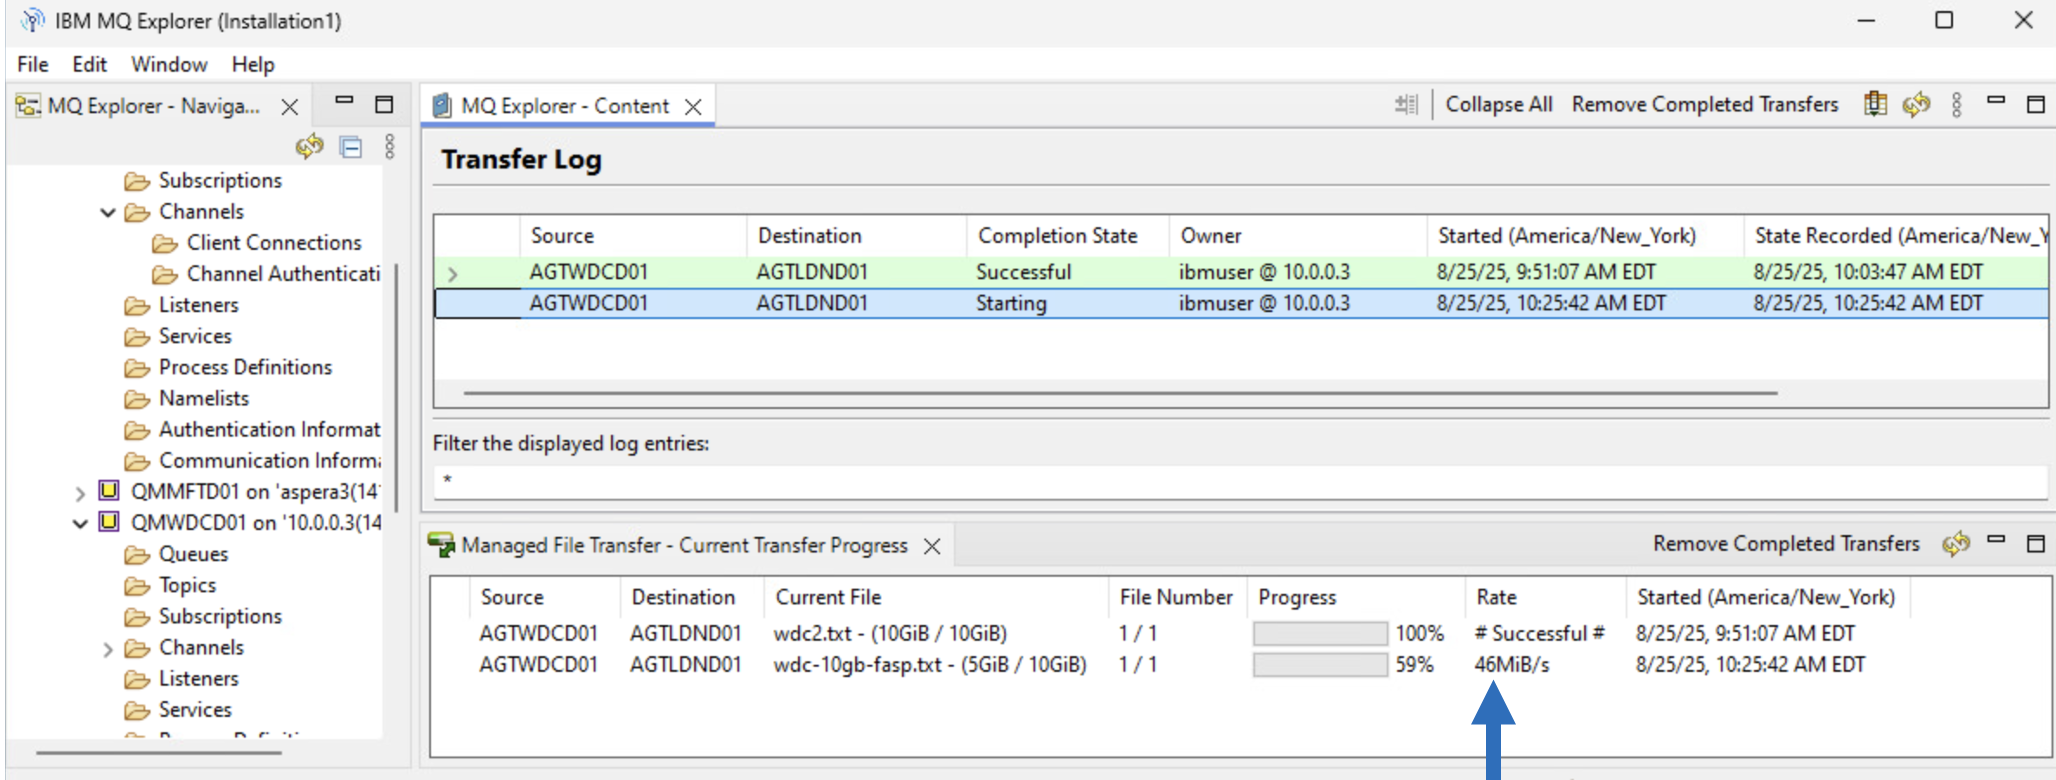 IBM MQ Explorer (Installation1)
File Edit Window Help
MQ Explorer - Naviga...
Subscriptions
Channels
Client Connections
Channel Authenticati
Listeners
Services
Process Definitions
Namelists
Authentication Informat
Communication Informa
QMMFTD01 on 'aspera3(14
QMWDCD01 on '10.0.0.3(14
Queues
Topics
Subscriptions
Channels
Listeners
Services
MQ Explorer - Content
Collapse All Remove Completed Transfers
Transfer Log
Source Destination Completion State Owner Started (America/New_York) State Recorded (America/New_Y
AGTWDCD01 AGTLDND01 Successful ibmuser @ 10.0.0.3 8/25/25, 9:51:07 AM EDT 8/25/25, 10:03:47 AM EDT
AGTWDCD01 AGTLDND01 Starting ibmuser @ 10.0.0.3 8/25/25, 10:25:42 AM EDT 8/25/25, 10:25:42 AM EDT
Filter the displayed log entries:
*
Managed File Transfer - Current Transfer Progress
Remove Completed Transfers
Source Destination Current File File Number Progress Rate Started (America/New_York)
AGTWDCD01 AGTLDND01 wdc2.txt - (10GiB / 10GiB) 1 / 1 100% # Successful # 8/25/25, 9:51:07 AM EDT
AGTWDCD01 AGTLDND01 wdc-10gb-fasp.txt - (5GiB / 10GiB) 1 / 1 59% 46MiB/s 8/25/25, 10:25:42 AM EDT